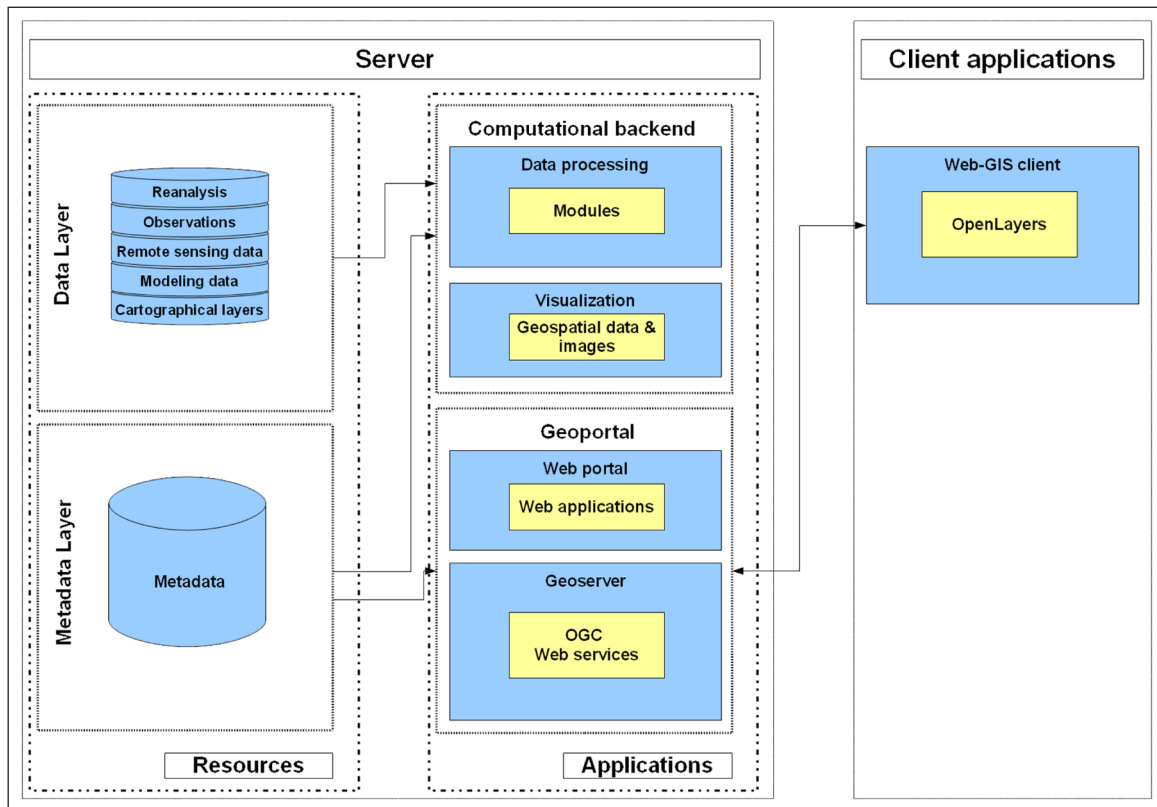 Server
Data Layer
Reanalysis
Observations
Remote sensing data
Modeling data
Cartographical layers
Metadata Layer
Metadata
Resources
Computational backend
Data processing
Modules
Visualization
Geospatial data &
images
Geoportal
Web portal
Web applications
Geoserver
OGC
Web services
Applications
Client applications
Web-GIS client
OpenLayers